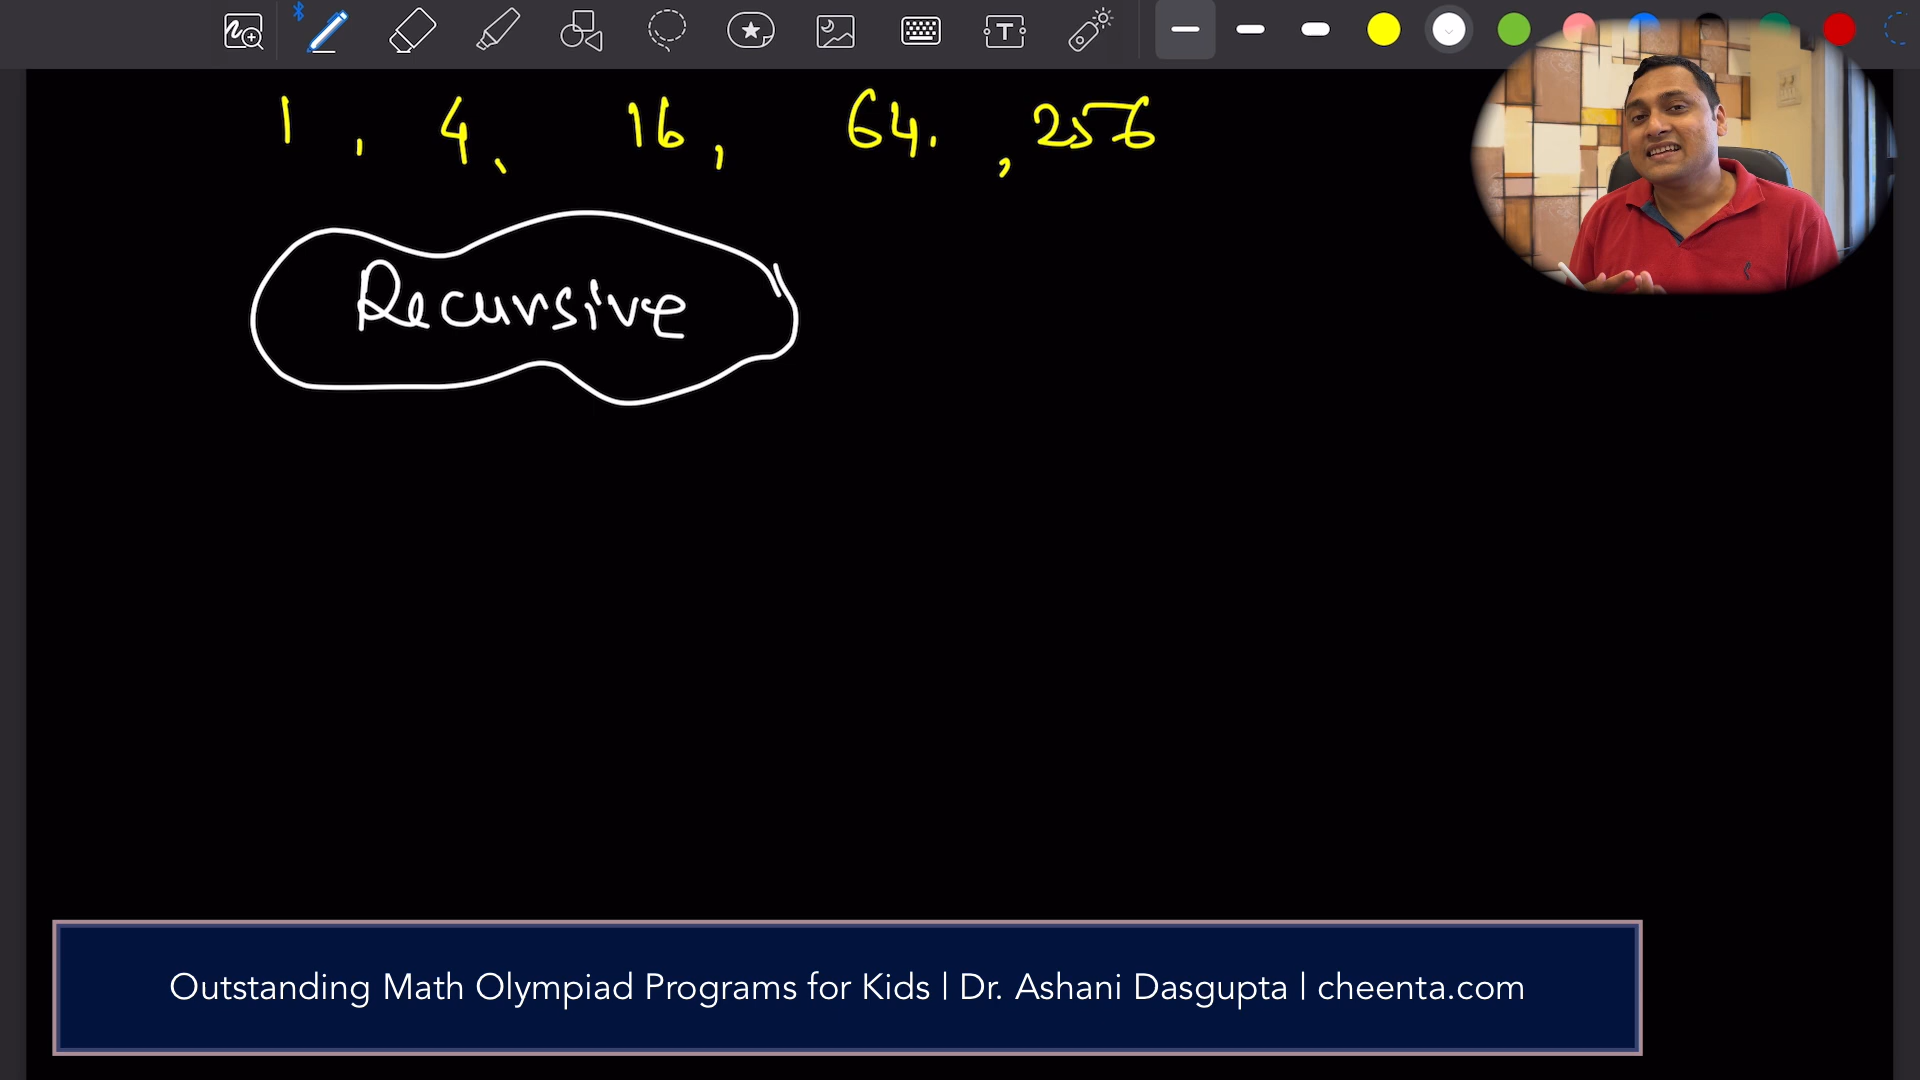 1 , 4, 16, 64. , 256
Recursive
Outstanding Math Olympiad Programs for Kids | Dr. Ashani Dasgupta | cheenta.com